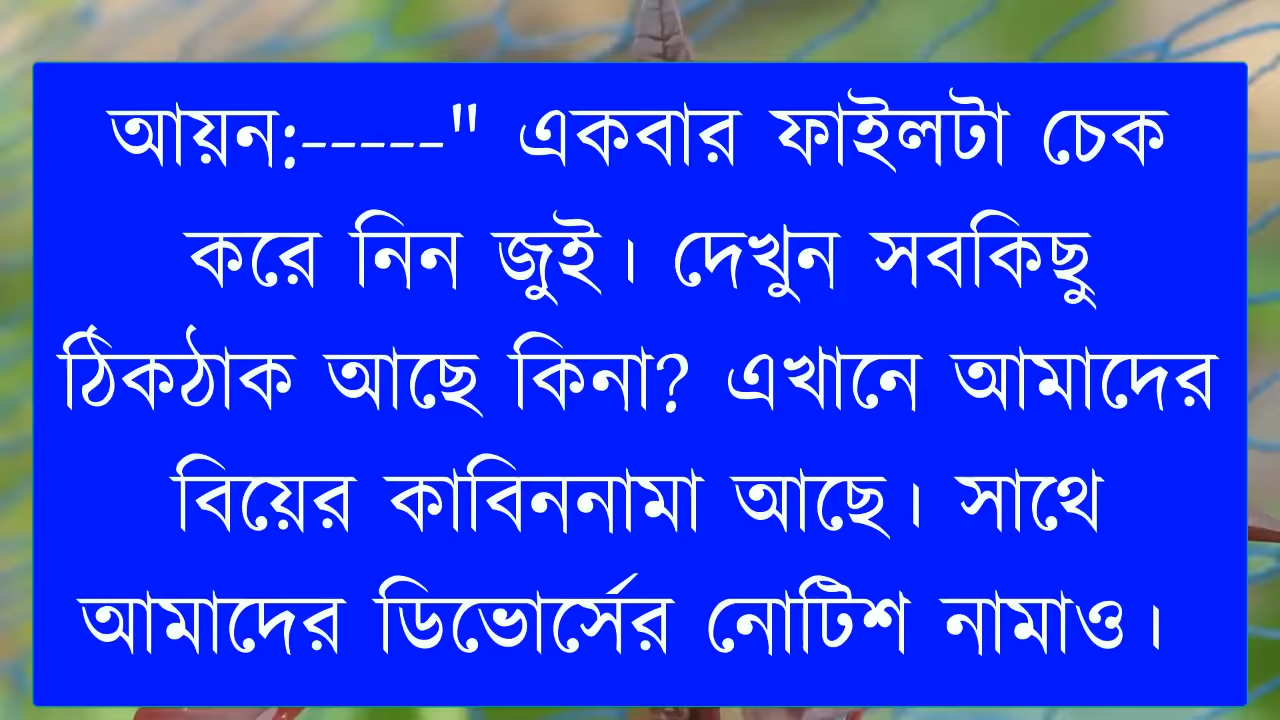 আয়ন:-----" একবার ফাইলটা চেক
করে নিন জুই। দেখুন সবকিছু
ঠিকঠাক আছে কিনা? এখানে আমাদের
বিয়ের কাবিননামা আছে। সাথে
আমাদের ডিভোর্সের নোটিশ নামাও।